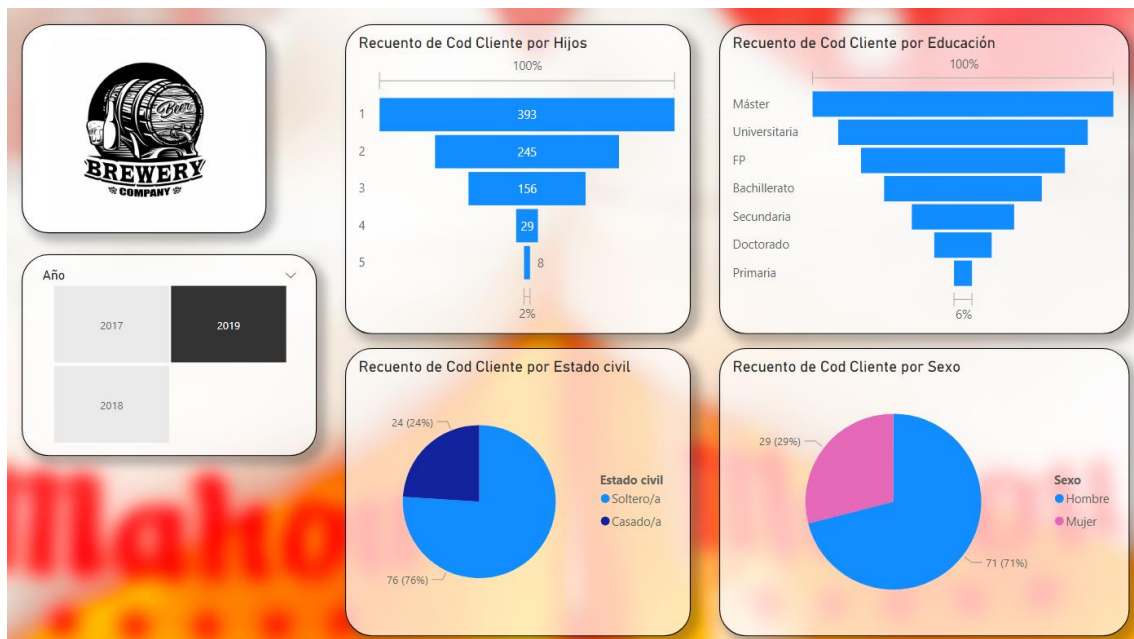 Beer
BREWERY
COMPANY
Año
2017
2019
2018
Recuento de Cod Cliente por Hijos
100%
1
393
2
245
3
156
4
29
5
8
2%
Recuento de Cod Cliente por Educación
100%
Máster
Universitaria
FP
Bachillerato
Secundaria
Doctorado
Primaria
6%
Recuento de Cod Cliente por Estado civil
24 (24%)
76 (76%)
Estado civil
Soltero/a
Casado/a
Recuento de Cod Cliente por Sexo
29 (29%)
71 (71%)
Sexo
Hombre
Mujer
Maho